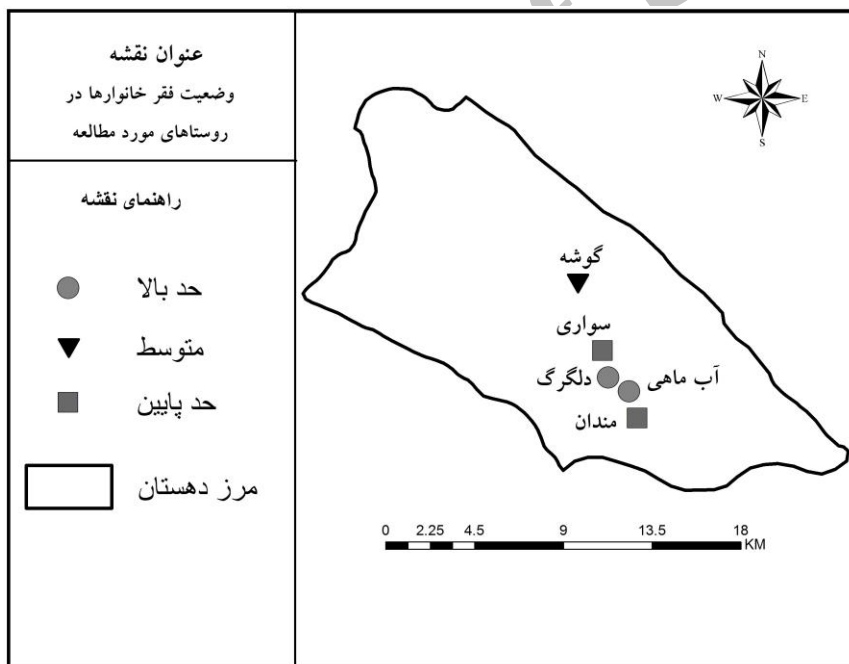 عنوان نقشه
وضعیت فقر خانوارها در
روستاهای مورد مطالعه
راهنمای نقشه
حد بالا
متوسط
حد پایین
مرز دهستان
N
W E
S
گوشه
سواری
دلگرگ
آب ماهی
مندان
0 2.25 4.5 9 13.5 18
KM